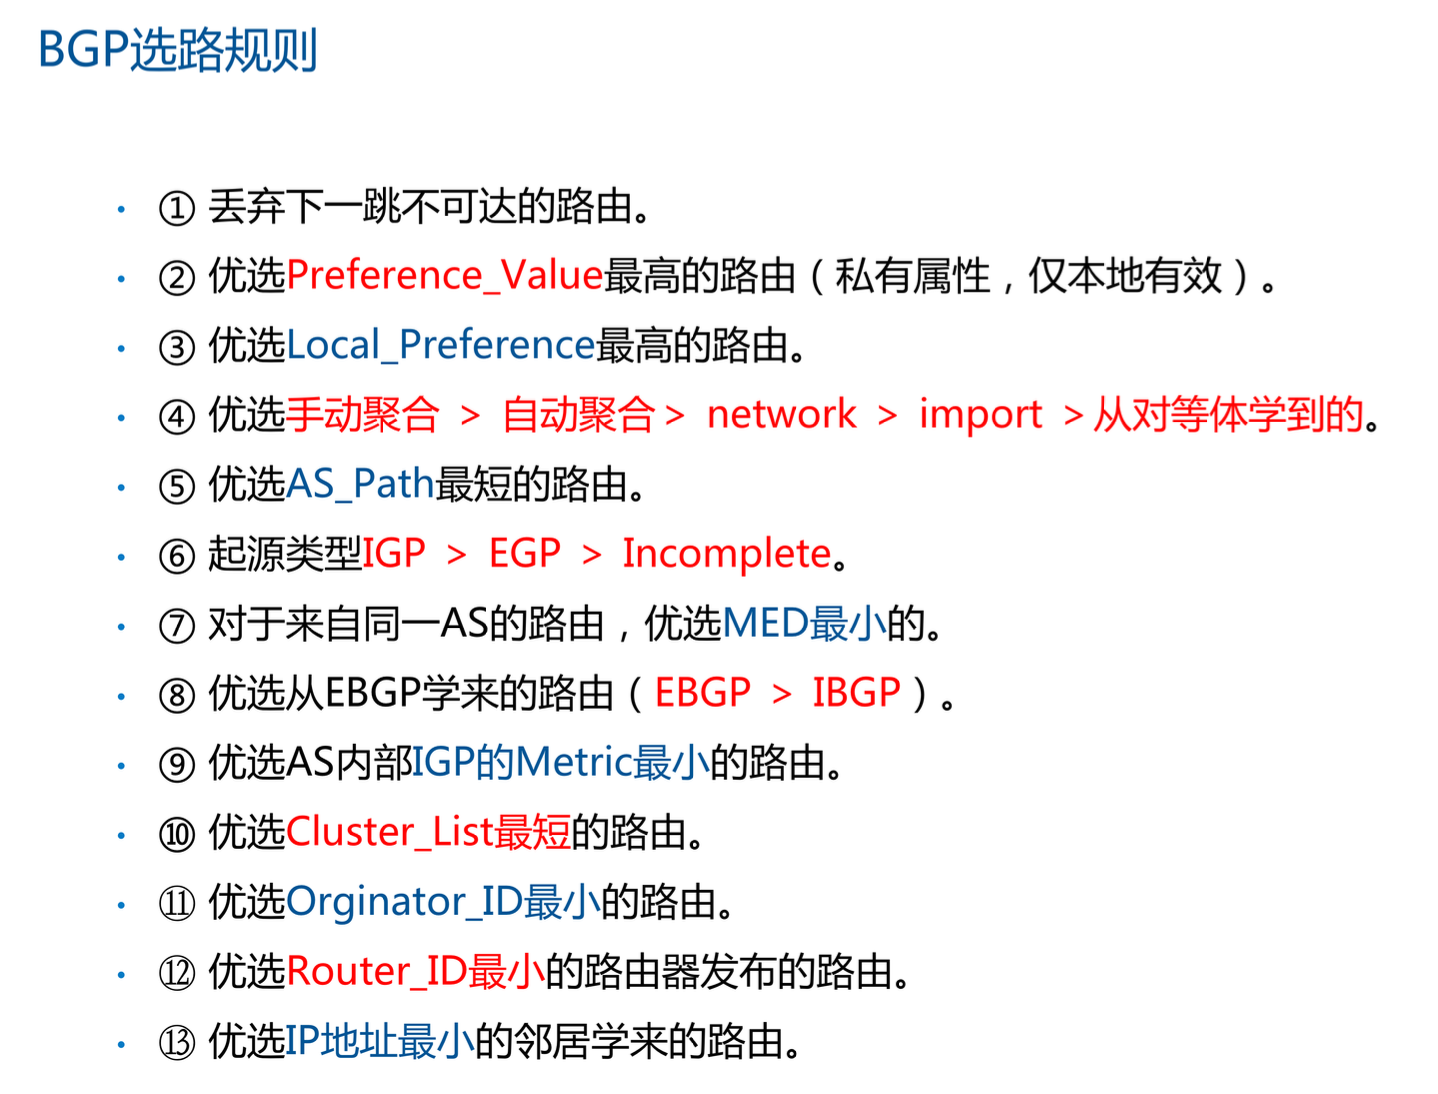 BGP选路规则
• ① 丢弃下一跳不可达的路由。
• ② 优选Preference_Value最高的路由（私有属性，仅本地有效）。
• ③ 优选Local_Preference最高的路由。
• ④ 优选手动聚合 > 自动聚合 > network > import >从对等体学到的。
• ⑤ 优选AS_Path最短的路由。
• ⑥ 起源类型IGP > EGP > Incomplete。
• ⑦ 对于来自同一AS的路由，优选MED最小的。
• ⑧ 优选从EBGP学来的路由（EBGP > IBGP）。
• ⑨ 优选AS内部IGP的Metric最小的路由。
• ⑩ 优选Cluster_List最短的路由。
• ⑪ 优选Orginator_ID最小的路由。
• ⑫ 优选Router_ID最小的路由器发布的路由。
• ⑬ 优选IP地址最小的邻居学来的路由。